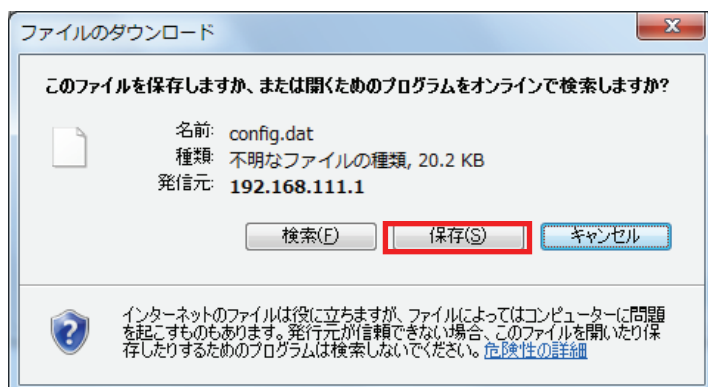 ファイルのダウンロード
このファイルを保存しますか、または開くためのプログラムをオンラインで検索しますか?
名前: config.dat
種類: 不明なファイルの種類, 20.2 KB
発信元: 192.168.111.1
検索(F) 保存(S) キャンセル
インターネットのファイルは役に立ちますが、ファイルによってはコンピューターに問題
を起こすものもあります。発行元が信頼できない場合、このファイルを開いたり保
存したりするためのプログラムは検索しないでください。危険性の詳細